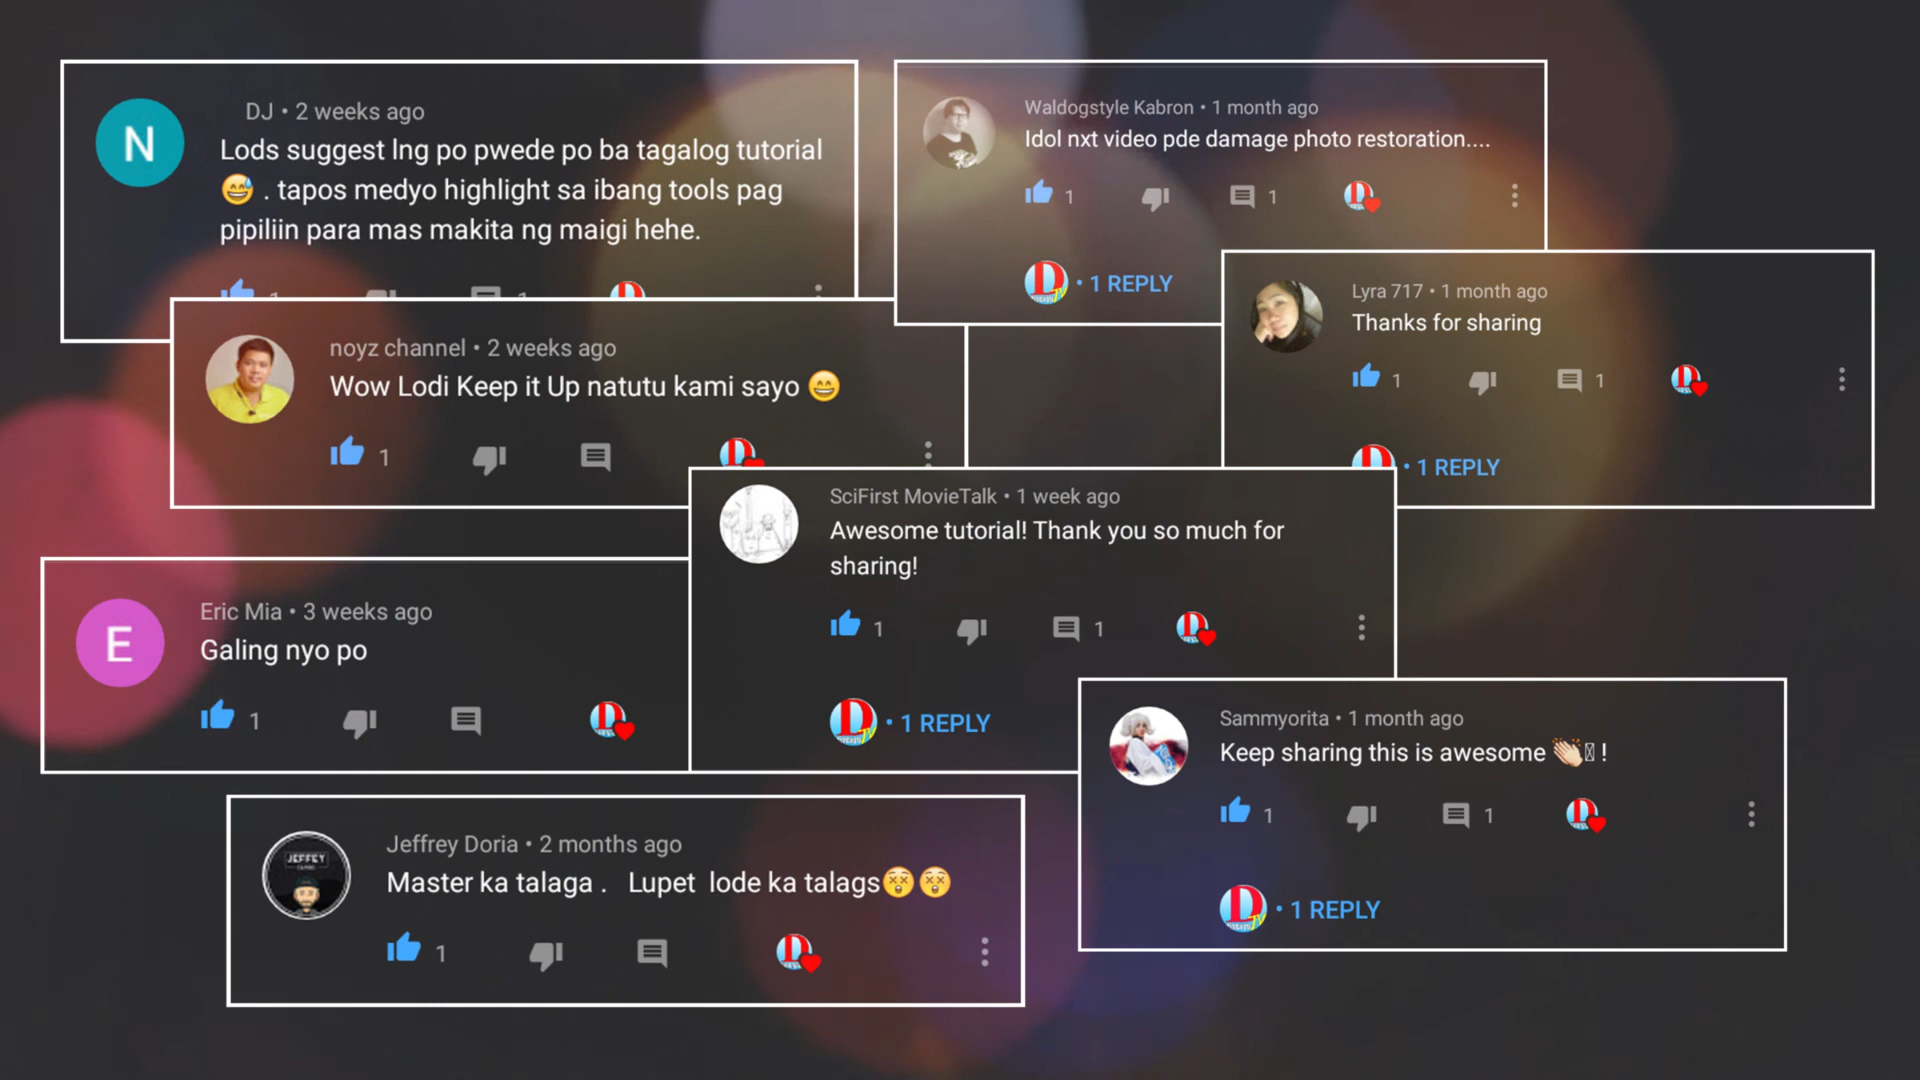 N
DJ • 2 weeks ago
Lods suggest lng po pwede po ba tagalog tutorial
😅 . tapos medyo highlight sa ibang tools pag
pipiliin para mas makita ng maigi hehe.
1 1
Waldogstyle Kabron • 1 month ago
Idol nxt video pde damage photo restoration....
1 1
• 1 REPLY
Lyra 717 • 1 month ago
Thanks for sharing
1 1
• 1 REPLY
noyz channel • 2 weeks ago
Wow Lodi Keep it Up natutu kami sayo 😄
1
SciFirst MovieTalk • 1 week ago
Awesome tutorial! Thank you so much for
sharing!
1 1
• 1 REPLY
E
Eric Mia • 3 weeks ago
Galing nyo po
1
Sammyorita • 1 month ago
Keep sharing this is awesome 👏 !
1 1
• 1 REPLY
JEFFEY
Jeffrey Doria • 2 months ago
Master ka talaga . Lupet lode ka talags😲😲
1